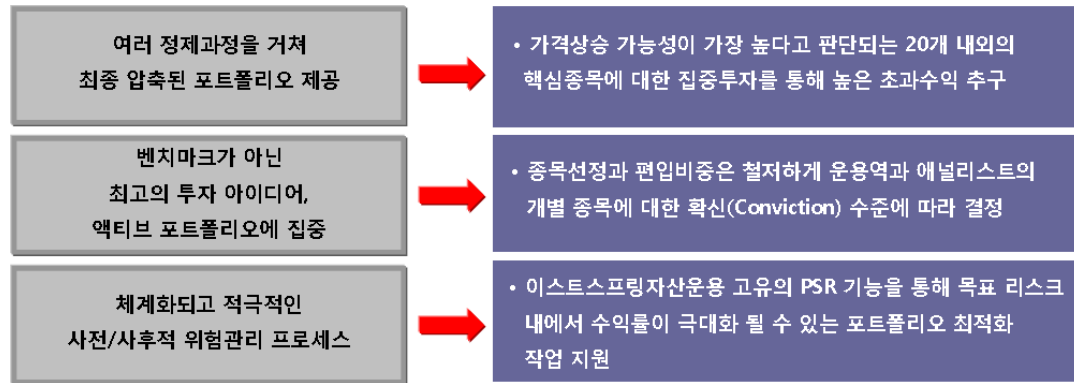 여러 정제과정을 거쳐
최종 압축된 포트폴리오 제공
• 가격상승 가능성이 가장 높다고 판단되는 20개 내외의
핵심종목에 대한 집중투자를 통해 높은 초과수익 추구
벤치마크가 아닌
최고의 투자 아이디어,
액티브 포트폴리오에 집중
• 종목선정과 편입비중은 철저하게 운용역과 애널리스트의
개별 종목에 대한 확신(Conviction) 수준에 따라 결정
체계화되고 적극적인
사전/사후적 위험관리 프로세스
• 이스트스프링자산운용 고유의 PSR 기능을 통해 목표 리스크
내에서 수익률이 극대화 될 수 있는 포트폴리오 최적화
작업 지원